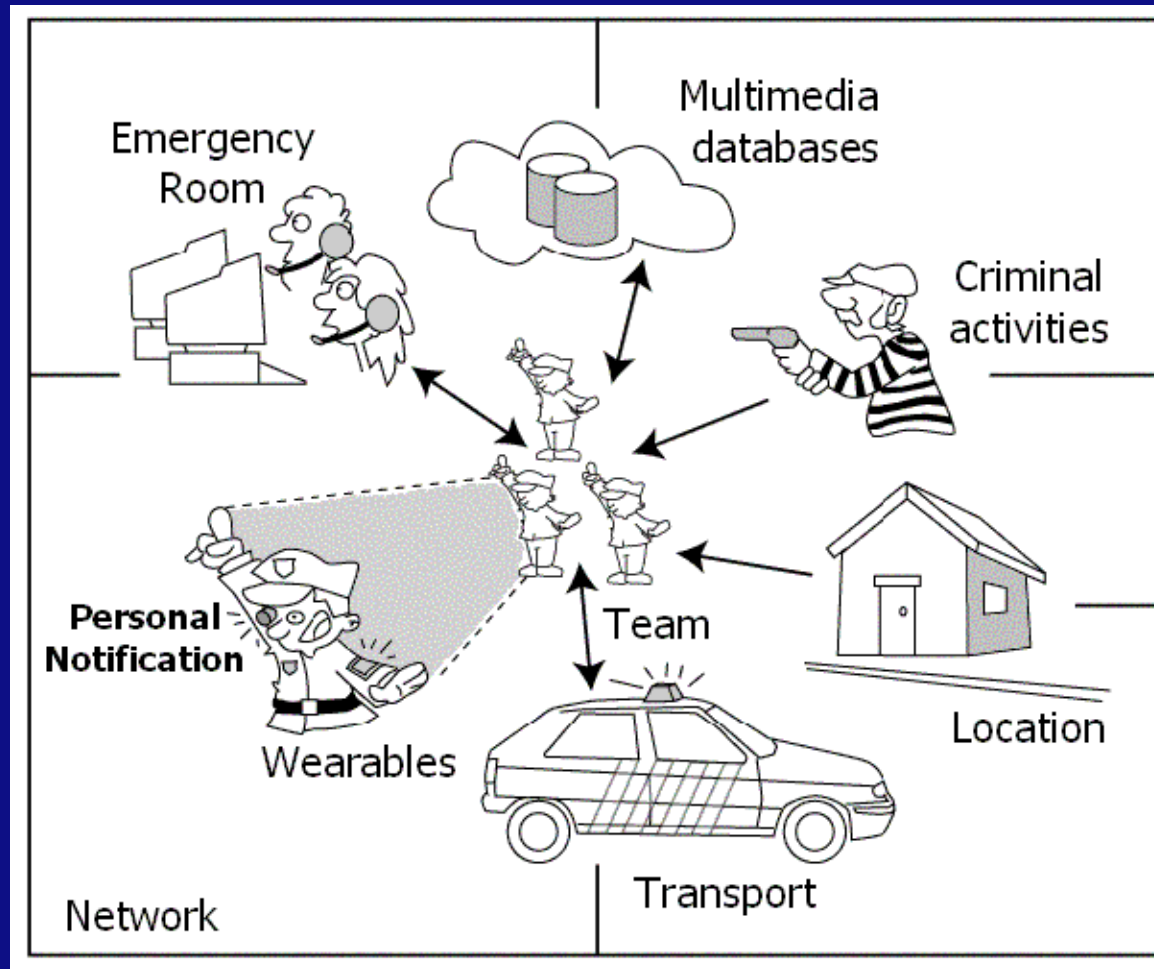 Multimedia
databases
Emergency
Room
Criminal
activities
Personal
Notification
Team
Wearables
Location
Transport
Network